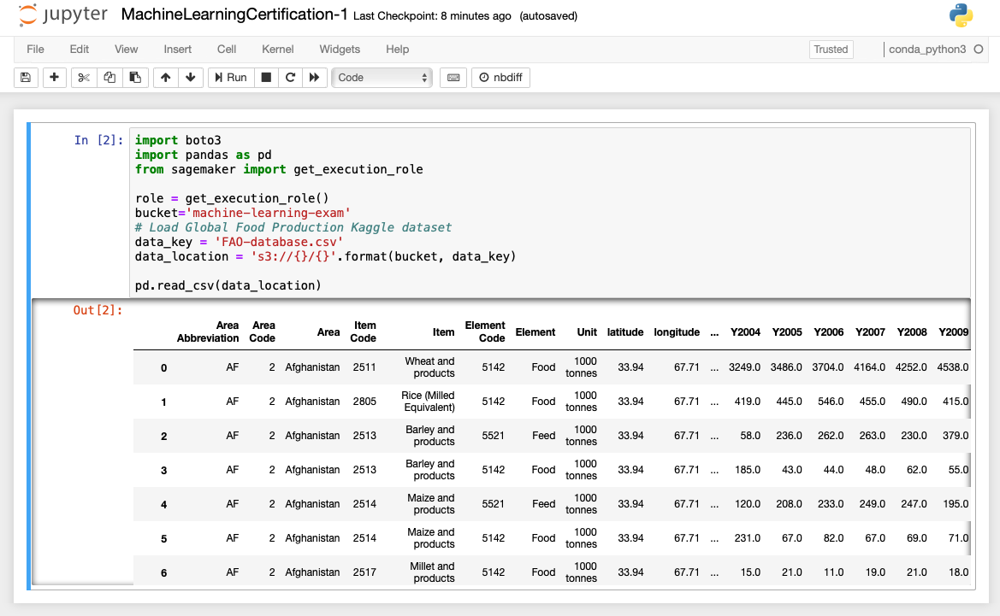 jupyter MachineLearningCertification-1 Last Checkpoint: 8 minutes ago (autosaved)
File Edit View Insert Cell Kernel Widgets Help Trusted conda_python3
Run Code nbdiff
In [2]: import boto3
import pandas as pd
from sagemaker import get_execution_role
role = get_execution_role()
bucket='machine-learning-exam'
# Load Global Food Production Kaggle dataset
data_key = 'FAO-database.csv'
data_location = 's3://{}/{}'.format(bucket, data_key)
pd.read_csv(data_location)
Out[2]:
Area Abbreviation Area Code Area Item Code Item Element Code Element Unit latitude longitude ... Y2004 Y2005 Y2006 Y2007 Y2008 Y2009
0 AF 2 Afghanistan 2511 Wheat and products 5142 Food 1000 tonnes 33.94 67.71 ... 3249.0 3486.0 3704.0 4164.0 4252.0 4538.0
1 AF 2 Afghanistan 2805 Rice (Milled Equivalent) 5142 Food 1000 tonnes 33.94 67.71 ... 419.0 445.0 546.0 455.0 490.0 415.0
2 AF 2 Afghanistan 2513 Barley and products 5521 Feed 1000 tonnes 33.94 67.71 ... 58.0 236.0 262.0 263.0 230.0 379.0
3 AF 2 Afghanistan 2513 Barley and products 5142 Food 1000 tonnes 33.94 67.71 ... 185.0 43.0 44.0 48.0 62.0 55.0
4 AF 2 Afghanistan 2514 Maize and products 5521 Feed 1000 tonnes 33.94 67.71 ... 120.0 208.0 233.0 249.0 247.0 195.0
5 AF 2 Afghanistan 2514 Maize and products 5142 Food 1000 tonnes 33.94 67.71 ... 231.0 67.0 82.0 67.0 69.0 71.0
6 AF 2 Afghanistan 2517 Millet and products 5142 Food 1000 tonnes 33.94 67.71 ... 15.0 21.0 11.0 19.0 21.0 18.0